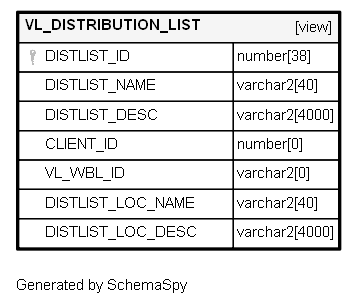 VL_DISTRIBUTION_LIST [view]
DISTLIST_ID number[38]
DISTLIST_NAME varchar2[40]
DISTLIST_DESC varchar2[4000]
CLIENT_ID number[0]
VL_WBL_ID varchar2[0]
DISTLIST_LOC_NAME varchar2[40]
DISTLIST_LOC_DESC varchar2[4000]
Generated by SchemaSpy